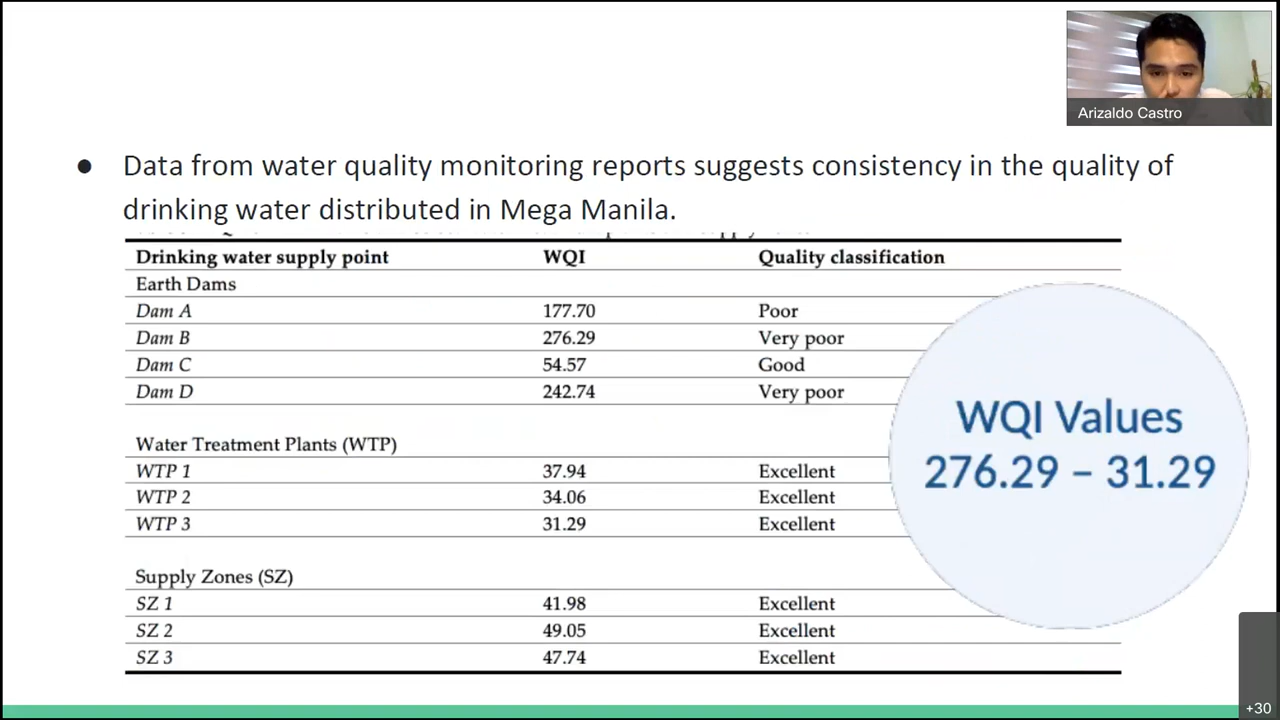 Arizaldo Castro
● Data from water quality monitoring reports suggests consistency in the quality of
drinking water distributed in Mega Manila.
Drinking water supply point WQI Quality classification
Earth Dams
Dam A 177.70 Poor
Dam B 276.29 Very poor
Dam C 54.57 Good
Dam D 242.74 Very poor
Water Treatment Plants (WTP)
WTP 1 37.94 Excellent
WTP 2 34.06 Excellent
WTP 3 31.29 Excellent
Supply Zones (SZ)
SZ 1 41.98 Excellent
SZ 2 49.05 Excellent
SZ 3 47.74 Excellent
WQI Values
276.29 – 31.29
+30